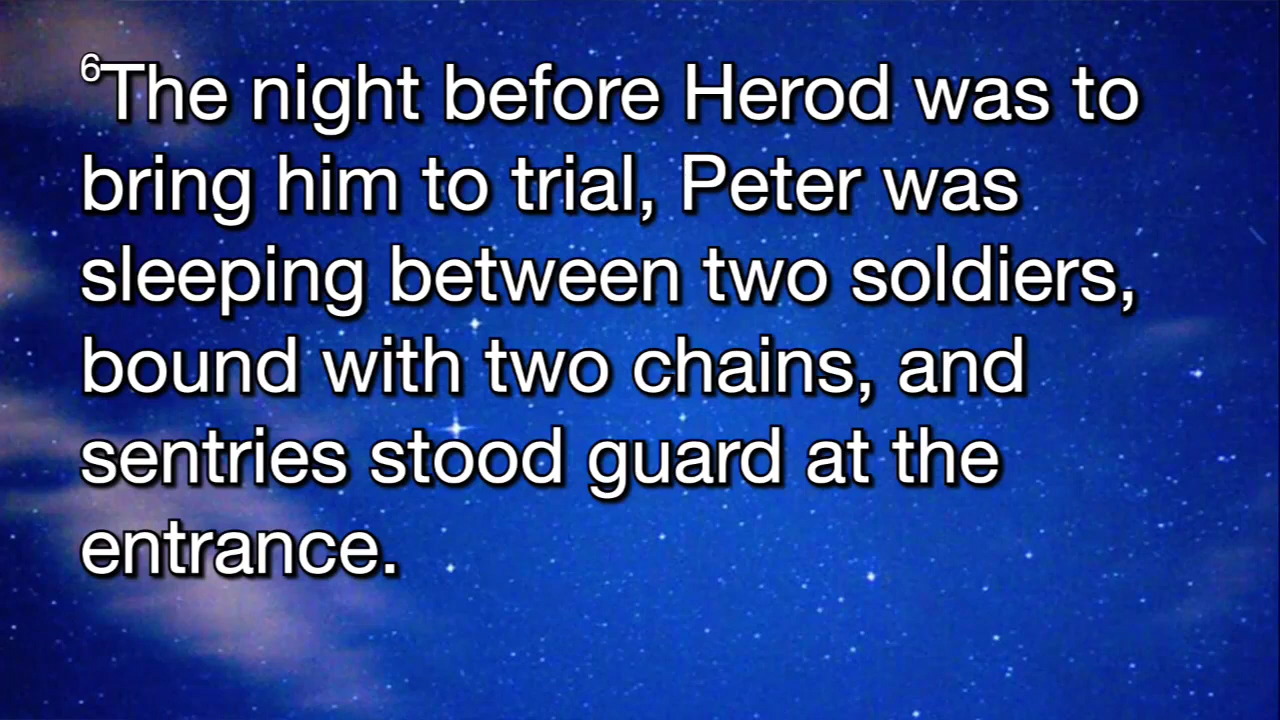 ⁶The night before Herod was to
bring him to trial, Peter was
sleeping between two soldiers,
bound with two chains, and
sentries stood guard at the
entrance.